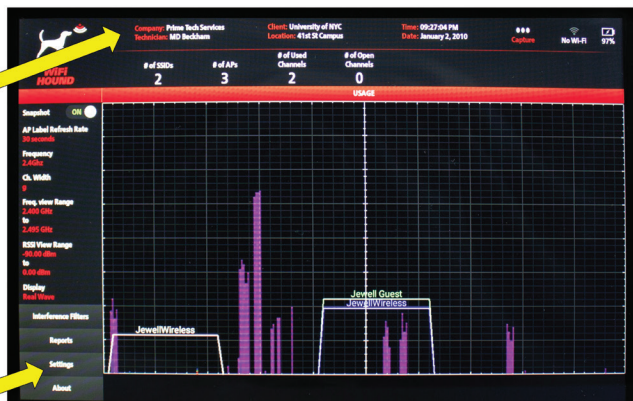 Company: Prime Tech Services
Technician: MD Beckham
Client: University of NYC
Location: 41st St Campus
Time: 09:27:04 PM
Date: January 2, 2010
Capture
No Wi-Fi
97%
WiFi
HOUND
# of SSIDs
2
# of APs
3
# of Used
Channels
2
# of Open
Channels
0
USAGE
Snapshot ON
AP Label Refresh Rate
30 seconds
Frequency
2.4Ghz
Ch. Width
Freq. view Range
2.400 GHz
to
2.495 GHz
RSSI View Range
-90.00 dBm
to
0.00 dBm
Display
Real Wave
Interference Filters
Reports
Settings
About
JewellWireless
Jewell Guest
JewellWireless